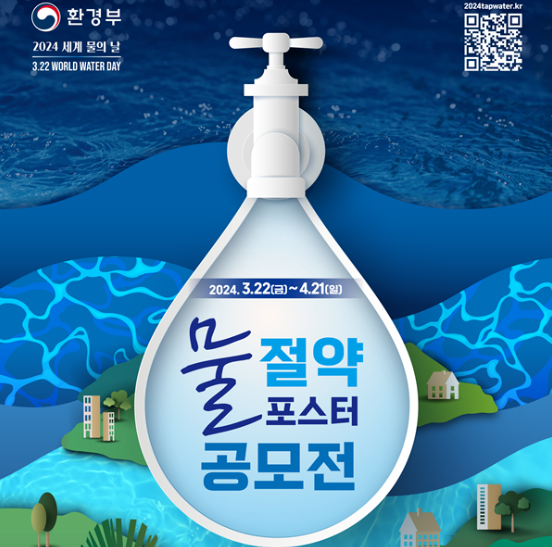 환경부
2024 세계 물의 날
3.22 WORLD WATER DAY
2024tapwater.kr
2024. 3.22(금)~4.21(일)
물 절약
포스터
공모전